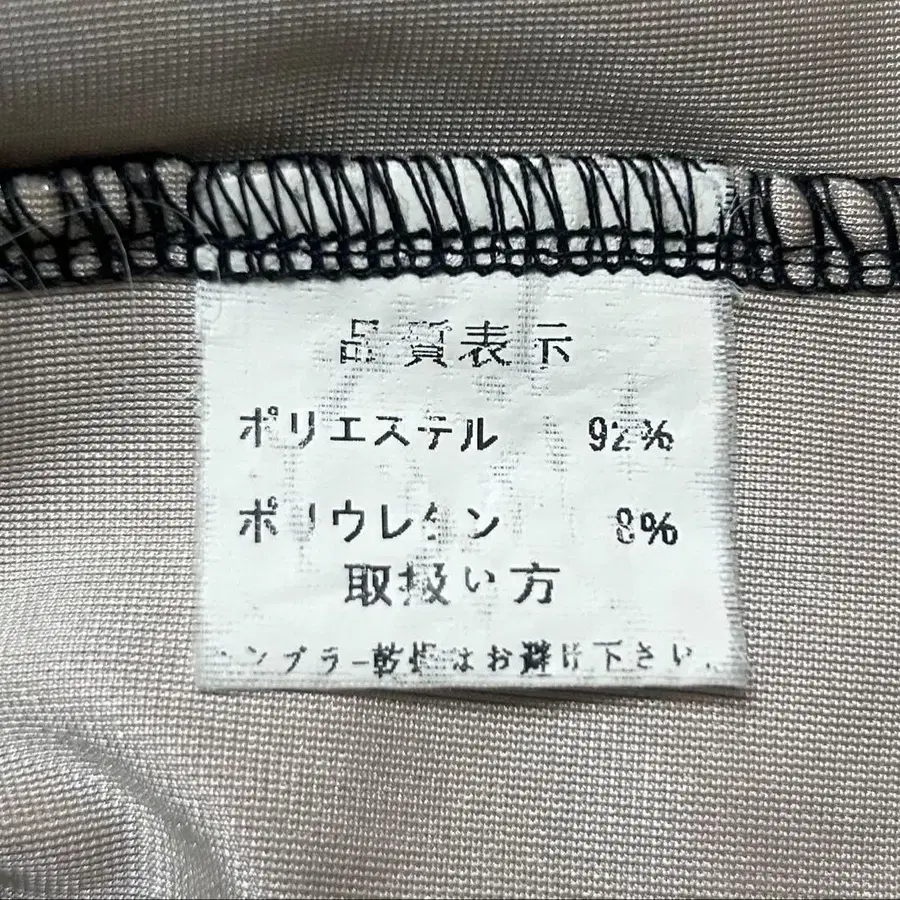 品質表示
ポリエステル 92%
ポリウレタン 8%
取扱い方
タンブラー乾燥はお避け下さい。